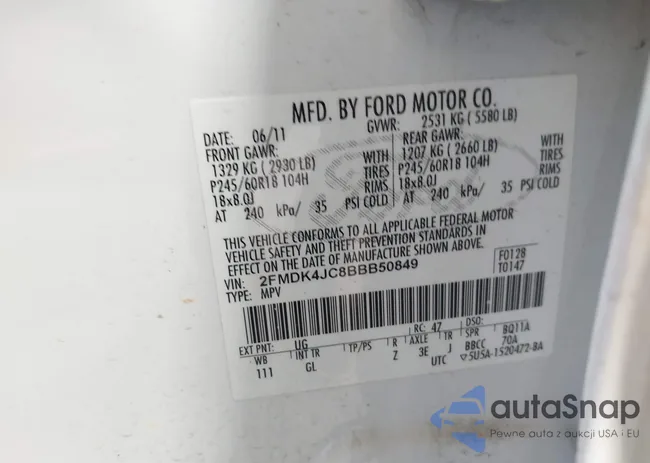 MFD. BY FORD MOTOR CO.
DATE: 06/11 GVWR: 2531 KG ( 5580 LB)
FRONT GAWR: REAR GAWR:
1329 KG ( 2930 LB) WITH 1207 KG ( 2660 LB) WITH
P245/60R18 104H TIRES P245/60R18 104H TIRES
18x8.0J RIMS 18x8.0J RIMS
AT 240 kPa/ 35 PSI COLD AT 240 kPa/ 35 PSI COLD
THIS VEHICLE CONFORMS TO ALL APPLICABLE FEDERAL MOTOR
VEHICLE SAFETY AND THEFT PREVENTION STANDARDS IN
EFFECT ON THE DATE OF MANUFACTURE SHOWN ABOVE.
VIN: 2FMDK4JC8BBB50849 F0128
TYPE: MPV T0147
EXT PNT: UG RC: 47 DSO:
WB INT TR TP/PS R AXLE TR SPR BQ11A
111 GL Z 3E J BBCC 70A
UTC 5U5A-1520472-BA
autaSnap
Pewne auto z aukcji USA i EU